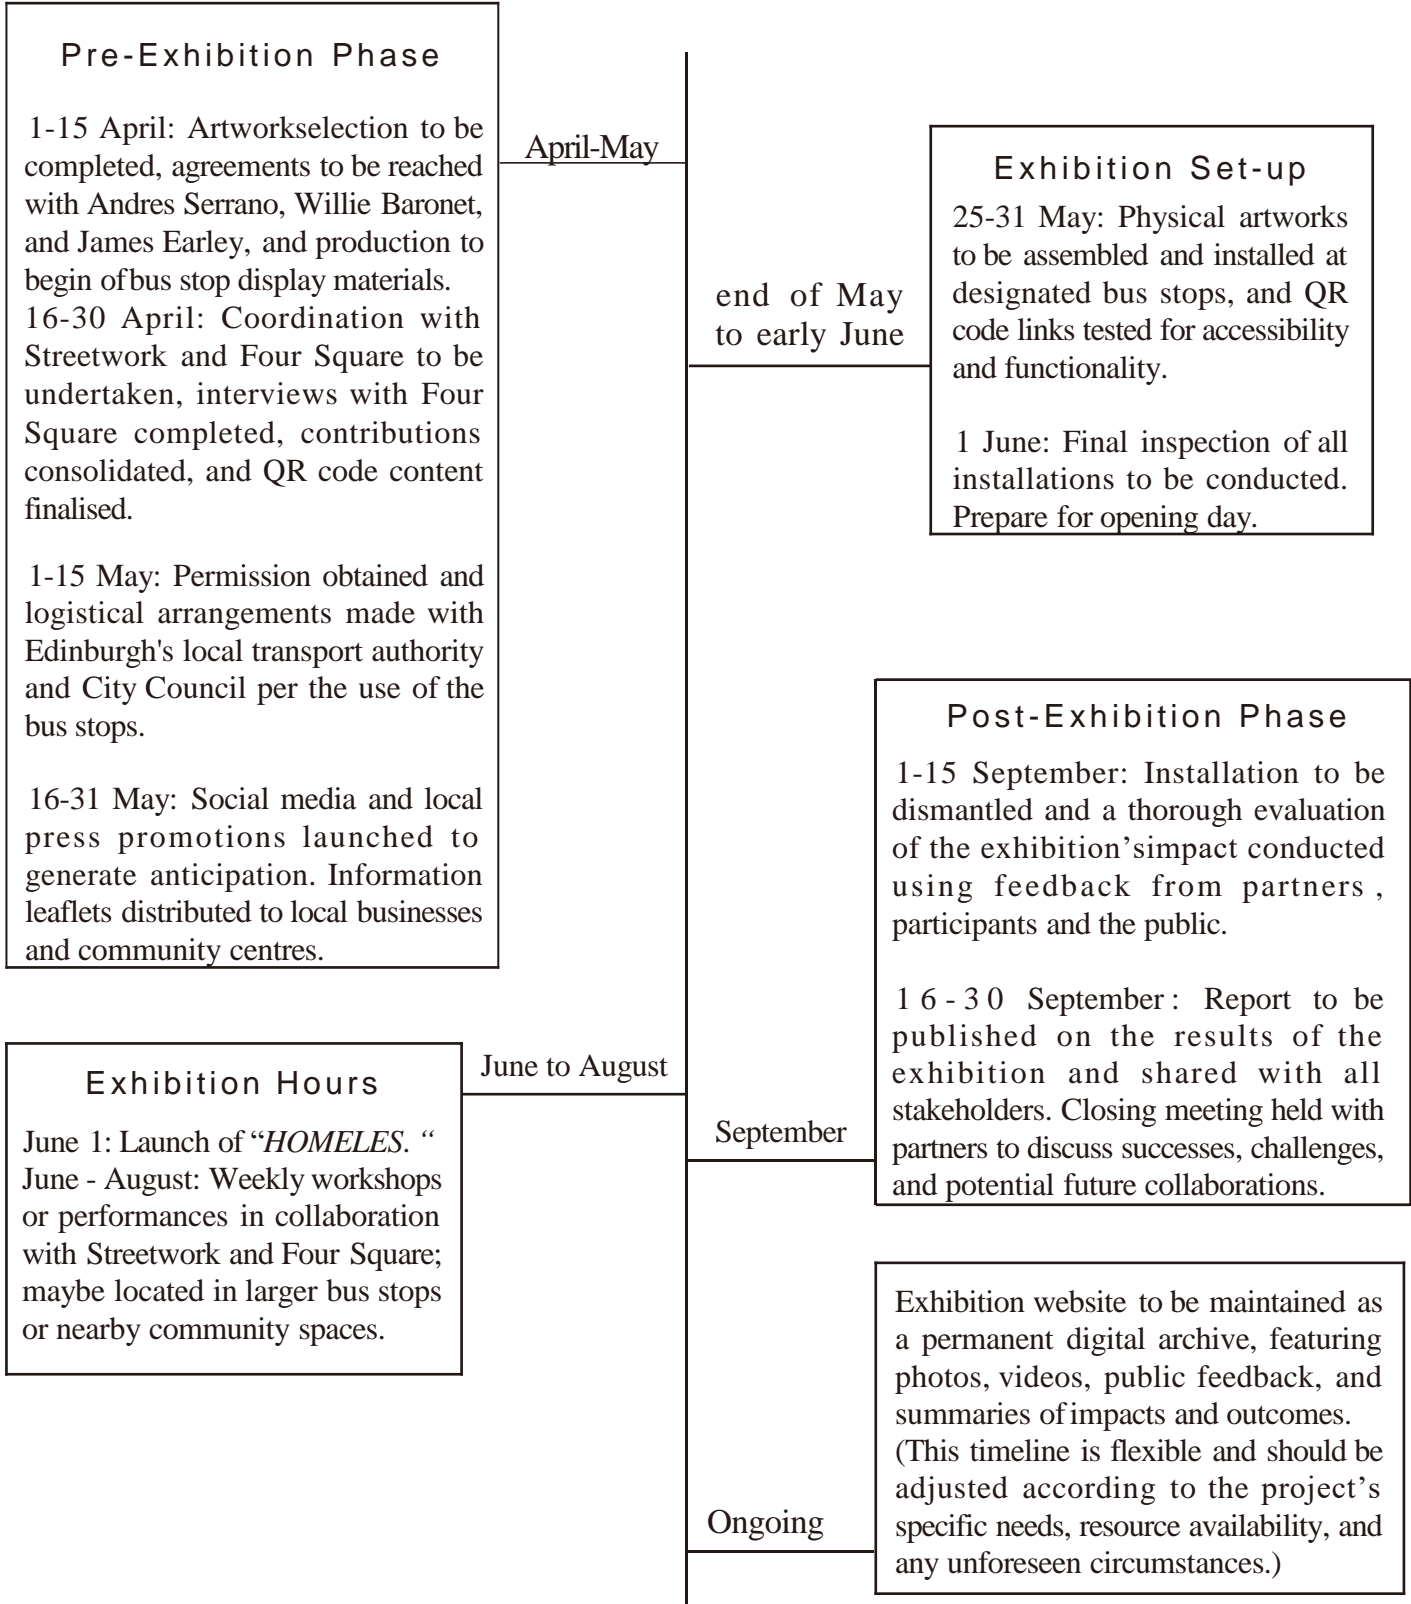 Pre-Exhibition Phase
1-15 April: Artworkselection to be
completed, agreements to be reached
with Andres Serrano, Willie Baronet,
and James Earley, and production to
begin of bus stop display materials.
16-30 April: Coordination with
Streetwork and Four Square to be
undertaken, interviews with Four
Square completed, contributions
consolidated, and QR code content
finalised.
1-15 May: Permission obtained and
logistical arrangements made with
Edinburgh's local transport authority
and City Council per the use of the
bus stops.
16-31 May: Social media and local
press promotions launched to
generate anticipation. Information
leaflets distributed to local businesses
and community centres.
April-May
Exhibition Set-up
25-31 May: Physical artworks
to be assembled and installed at
designated bus stops, and QR
code links tested for accessibility
and functionality.
1 June: Final inspection of all
installations to be conducted.
Prepare for opening day.
end of May
to early June
Exhibition Hours
June 1: Launch of “HOMELES. “
June - August: Weekly workshops
or performances in collaboration
with Streetwork and Four Square;
maybe located in larger bus stops
or nearby community spaces.
June to August
Post-Exhibition Phase
1-15 September: Installation to be
dismantled and a thorough evaluation
of the exhibition’simpact conducted
using feedback from partners ,
participants and the public.
16-30 September: Report to be
published on the results of the
exhibition and shared with all
stakeholders. Closing meeting held with
partners to discuss successes, challenges,
and potential future collaborations.
September
Exhibition website to be maintained as
a permanent digital archive, featuring
photos, videos, public feedback, and
summaries of impacts and outcomes.
(This timeline is flexible and should be
adjusted according to the project’s
specific needs, resource availability, and
any unforeseen circumstances.)
Ongoing